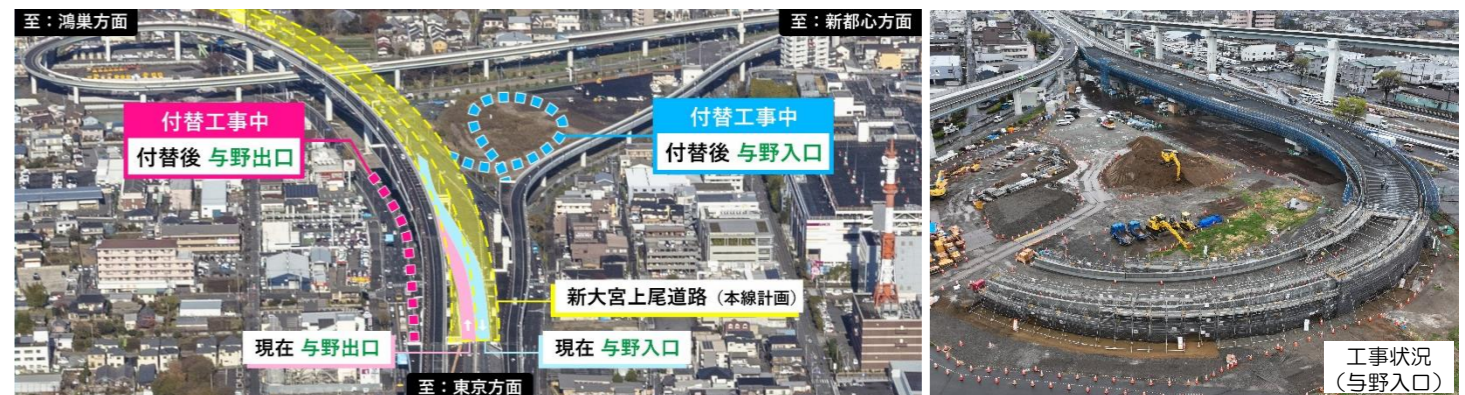 至：鴻巣方面
至：新都心方面
付替工事中
付替後 与野出口
付替工事中
付替後 与野入口
新大宮上尾道路（本線計画）
現在 与野出口
現在 与野入口
至：東京方面
工事状況
（与野入口）